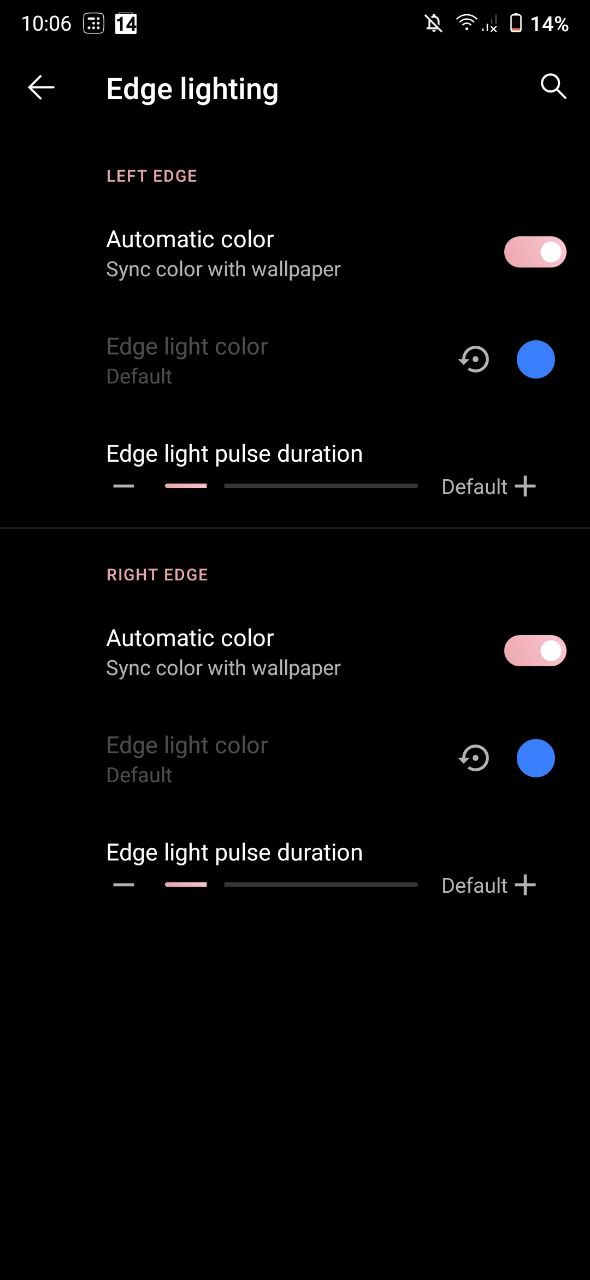 10:06 14 14%
Edge lighting
LEFT EDGE
Automatic color
Sync color with wallpaper
Edge light color
Default
Edge light pulse duration
Default
RIGHT EDGE
Automatic color
Sync color with wallpaper
Edge light color
Default
Edge light pulse duration
Default